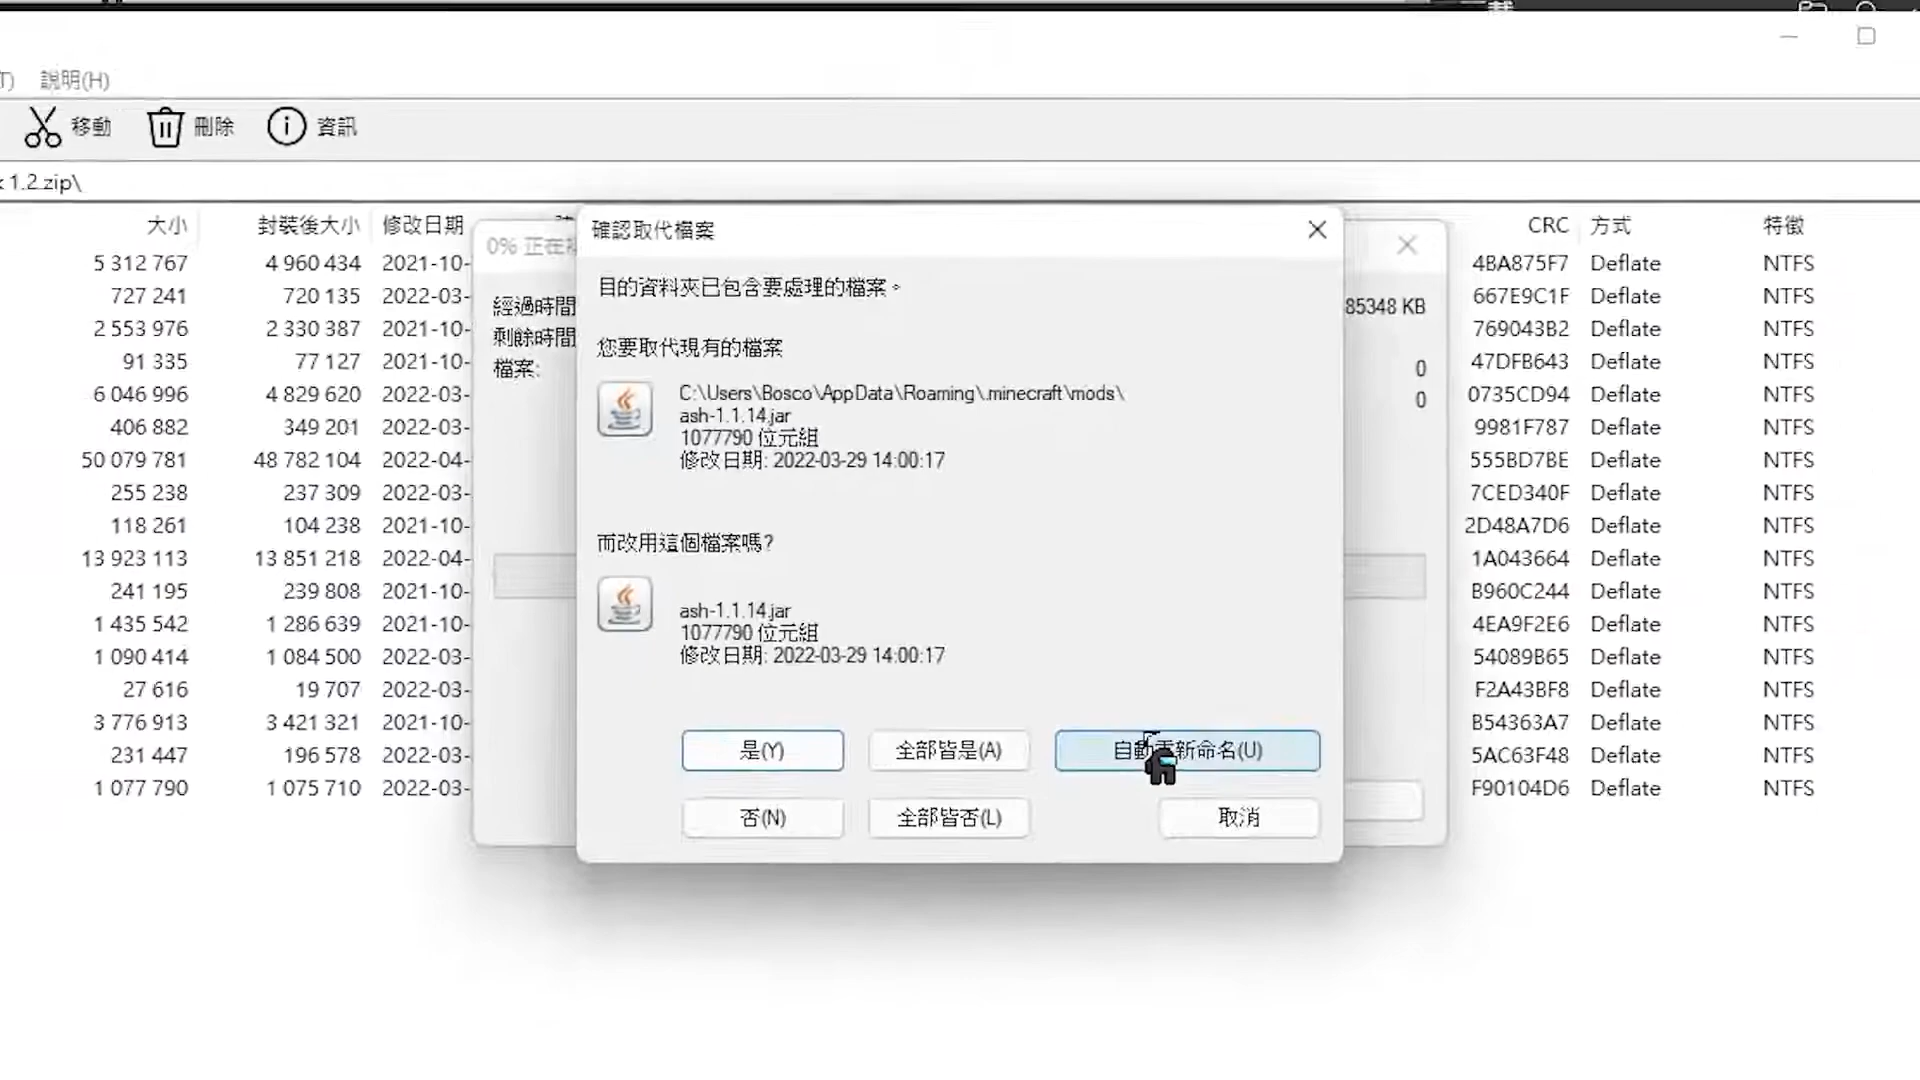 說明(H)
移動 刪除 資訊
1.2.zip\
大小 封裝後大小 修改日期 CRC 方式 特徵
5 312 767 4 960 434 2021-10- 4BA875F7 Deflate NTFS
727 241 720 135 2022-03- 667E9C1F Deflate NTFS
2 553 976 2 330 387 2021-10- 769043B2 Deflate NTFS
91 335 77 127 2021-10- 47DFB643 Deflate NTFS
6 046 996 4 829 620 2022-03- 0735CD94 Deflate NTFS
406 882 349 201 2022-03- 9981F787 Deflate NTFS
50 079 781 48 782 104 2022-04- 555BD7BE Deflate NTFS
255 238 237 309 2022-03- 7CED340F Deflate NTFS
118 261 104 238 2021-10- 2D48A7D6 Deflate NTFS
13 923 113 13 851 218 2022-04- 1A043664 Deflate NTFS
241 195 239 808 2021-10- B960C244 Deflate NTFS
1 435 542 1 286 639 2021-10- 4EA9F2E6 Deflate NTFS
1 090 414 1 084 500 2022-03- 54089B65 Deflate NTFS
27 616 19 707 2022-03- F2A43BF8 Deflate NTFS
3 776 913 3 421 321 2021-10- B54363A7 Deflate NTFS
231 447 196 578 2022-03- 5AC63F48 Deflate NTFS
1 077 790 1 075 710 2022-03- F90104D6 Deflate NTFS
0% 正在
經過時間 85348 KB
剩餘時間
檔案: 0
0
確認取代檔案
目的資料夾已包含要處理的檔案。
您要取代現有的檔案
C:\Users\Bosco\AppData\Roaming\.minecraft\mods\
ash-1.1.14.jar
1077790 位元組
修改日期: 2022-03-29 14:00:17
而改用這個檔案嗎?
ash-1.1.14.jar
1077790 位元組
修改日期: 2022-03-29 14:00:17
是(Y) 全部皆是(A) 自動重新命名(U)
否(N) 全部皆否(L) 取消